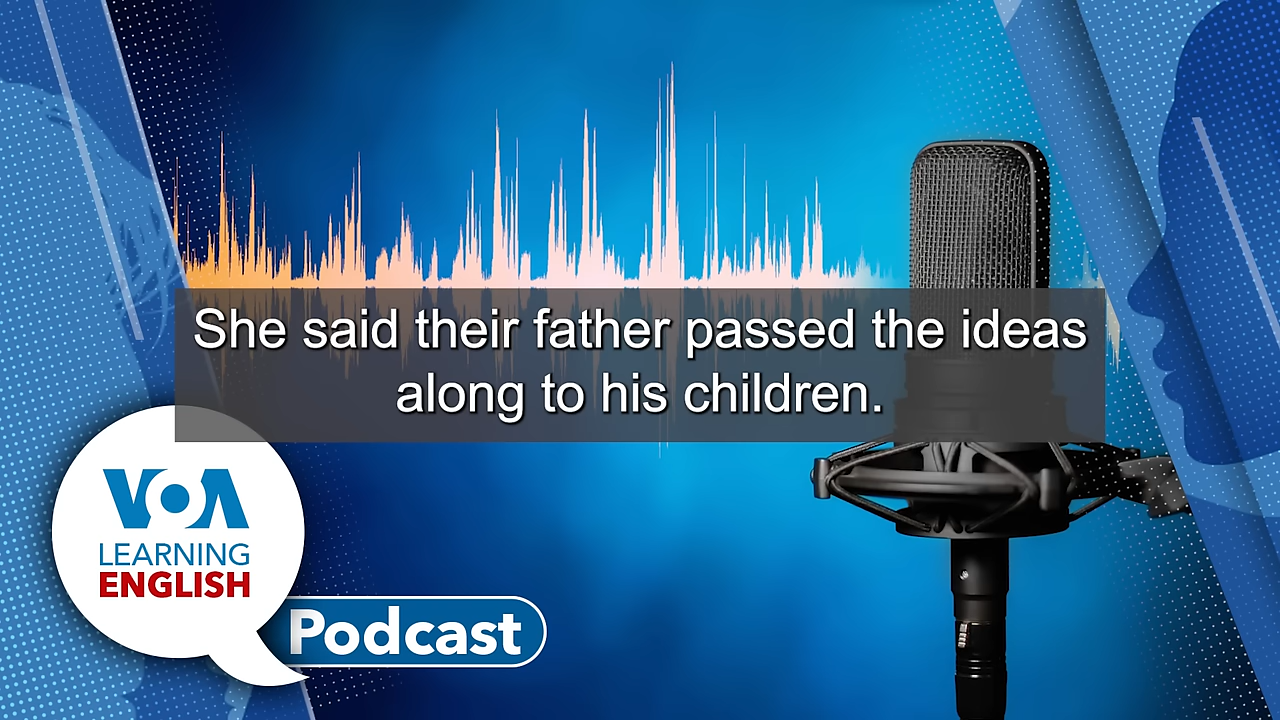 She said their father passed the ideas
along to his children.
VOA
LEARNING
ENGLISH
Podcast